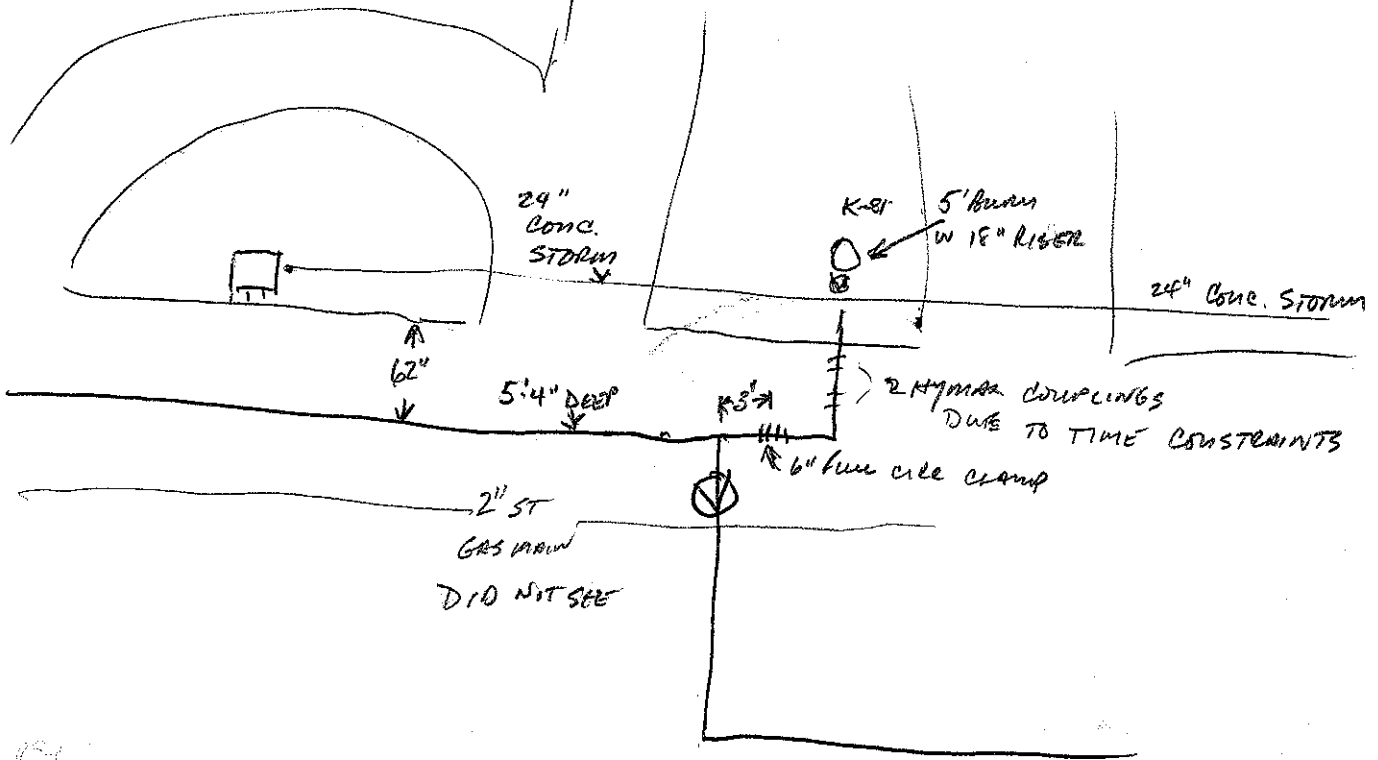 24"
CONC.
STORM
K-81
5' BURY
W 18" RISER
24" CONC. STORM
62"
5'4" DEEP
3'
2 HYMAX COUPLINGS
DUE TO TIME CONSTRAINTS
6" FULL CIRC CLAMP
2" ST
GAS MAIN
DID NOT SEE